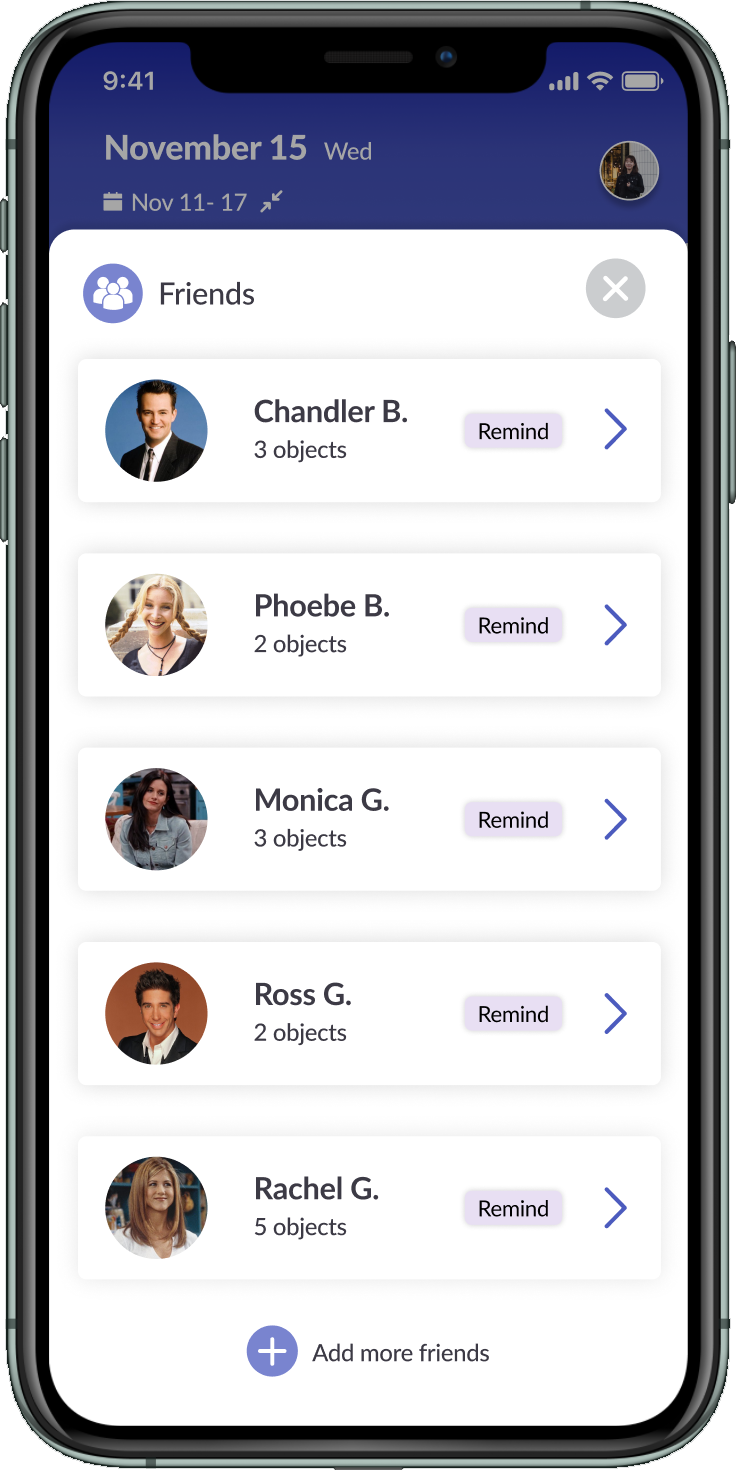 9:41
November 15 Wed
Nov 11- 17
Friends
Chandler B.
3 objects
Remind
Phoebe B.
2 objects
Remind
Monica G.
3 objects
Remind
Ross G.
2 objects
Remind
Rachel G.
5 objects
Remind
Add more friends